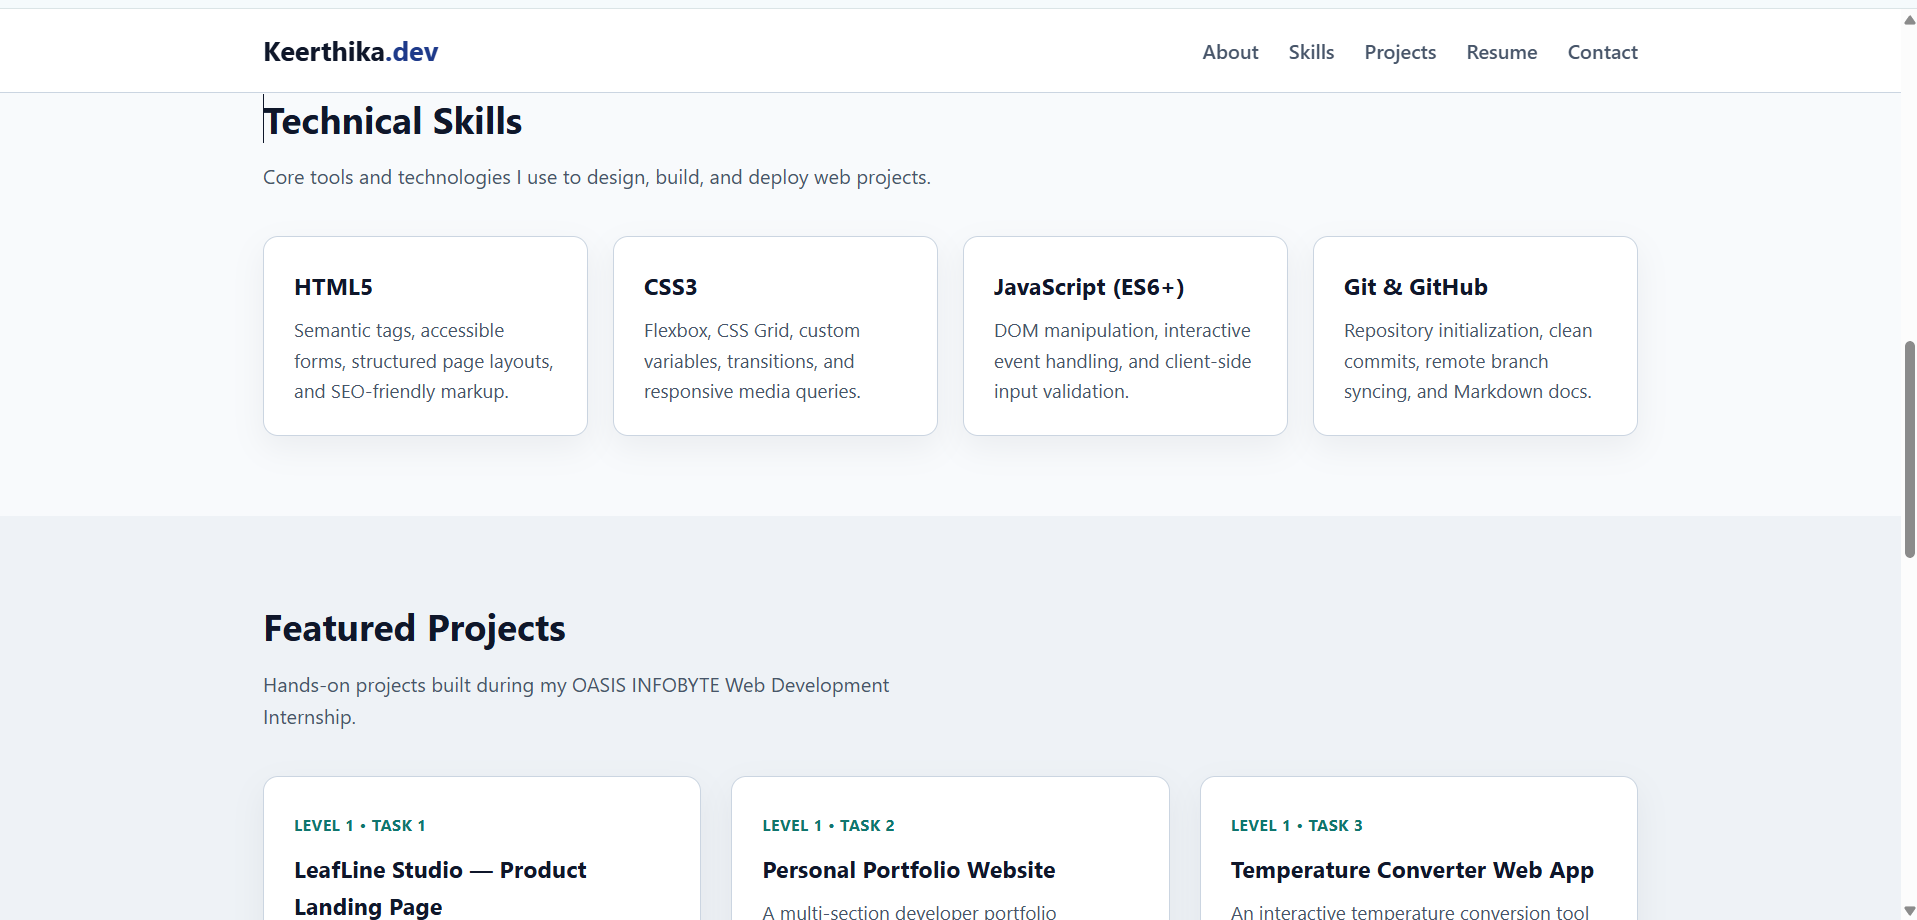 Keerthika.dev
About Skills Projects Resume Contact
Technical Skills
Core tools and technologies I use to design, build, and deploy web projects.
HTML5
Semantic tags, accessible
forms, structured page layouts,
and SEO-friendly markup.
CSS3
Flexbox, CSS Grid, custom
variables, transitions, and
responsive media queries.
JavaScript (ES6+)
DOM manipulation, interactive
event handling, and client-side
input validation.
Git & GitHub
Repository initialization, clean
commits, remote branch
syncing, and Markdown docs.
Featured Projects
Hands-on projects built during my OASIS INFOBYTE Web Development
Internship.
LEVEL 1 • TASK 1
LeafLine Studio — Product
Landing Page
LEVEL 1 • TASK 2
Personal Portfolio Website
A multi-section developer portfolio
LEVEL 1 • TASK 3
Temperature Converter Web App
An interactive temperature conversion tool